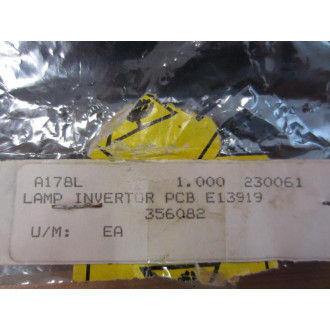 A178L 1.000 230061
LAMP INVERTOR PCB E13919
356082
U/M: EA